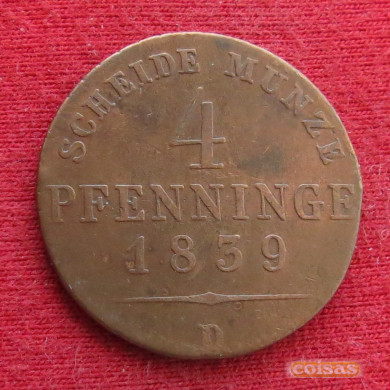 SCHEIDE MÜNZE
4
PFENNINGE
1839
D
coisas